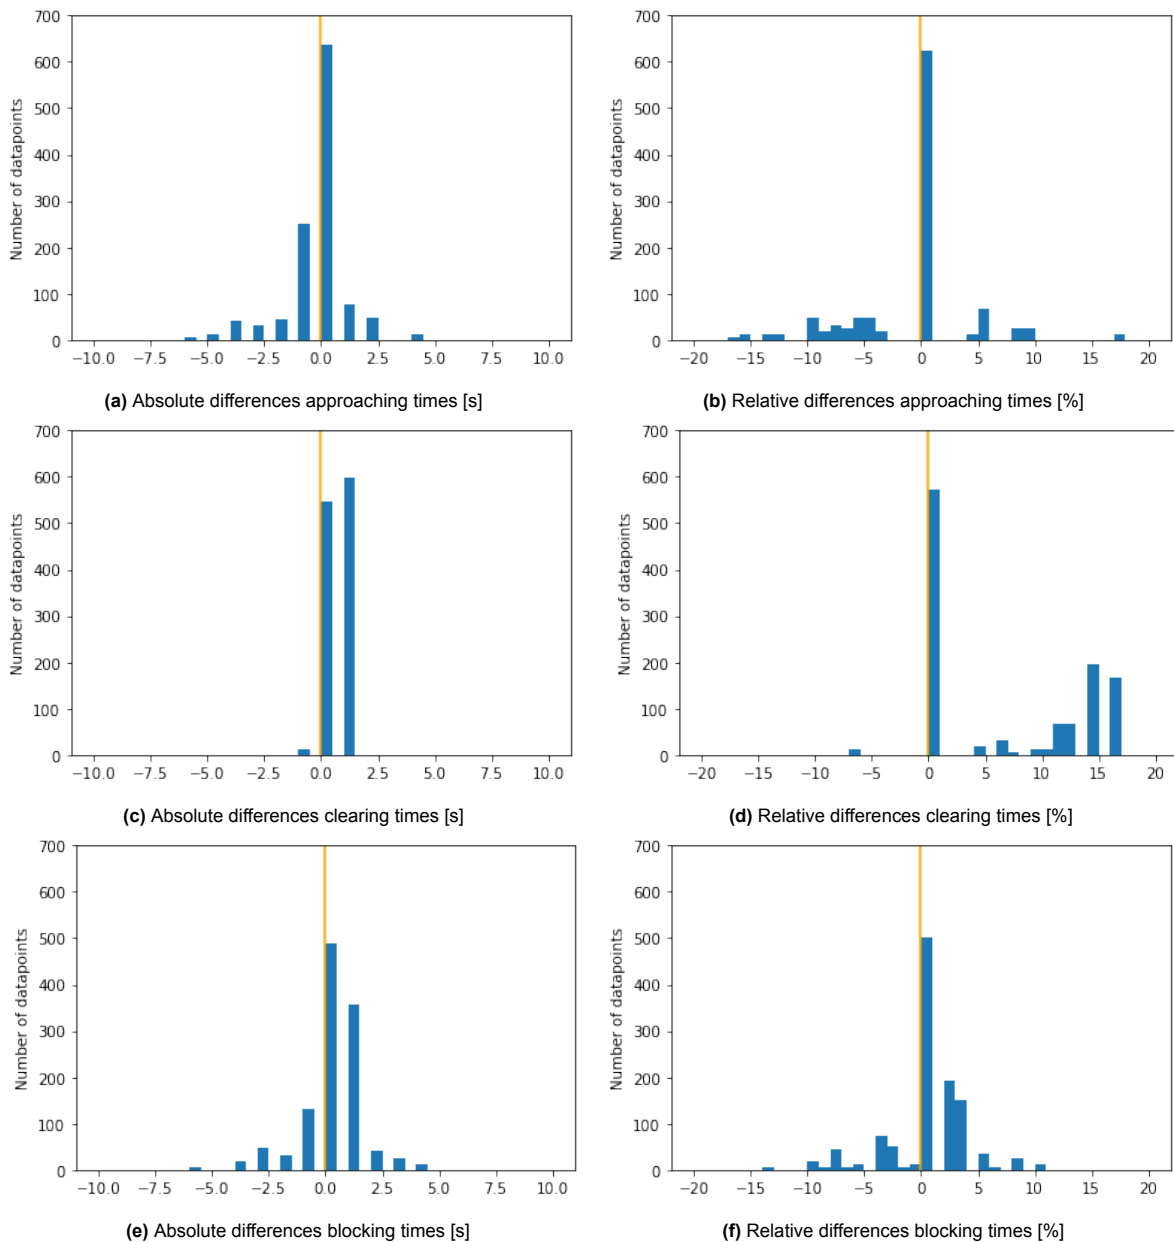 700
600
500
400
300
200
100
0
Number of datapoints
−10.0 −7.5 −5.0 −2.5 0.0 2.5 5.0 7.5 10.0
(a) Absolute differences approaching times [s]
700
600
500
400
300
200
100
0
Number of datapoints
−20 −15 −10 −5 0 5 10 15 20
(b) Relative differences approaching times [%]
700
600
500
400
300
200
100
0
Number of datapoints
−10.0 −7.5 −5.0 −2.5 0.0 2.5 5.0 7.5 10.0
(c) Absolute differences clearing times [s]
700
600
500
400
300
200
100
0
Number of datapoints
−20 −15 −10 −5 0 5 10 15 20
(d) Relative differences clearing times [%]
700
600
500
400
300
200
100
0
Number of datapoints
−10.0 −7.5 −5.0 −2.5 0.0 2.5 5.0 7.5 10.0
(e) Absolute differences blocking times [s]
700
600
500
400
300
200
100
0
Number of datapoints
−20 −15 −10 −5 0 5 10 15 20
(f) Relative differences blocking times [%]